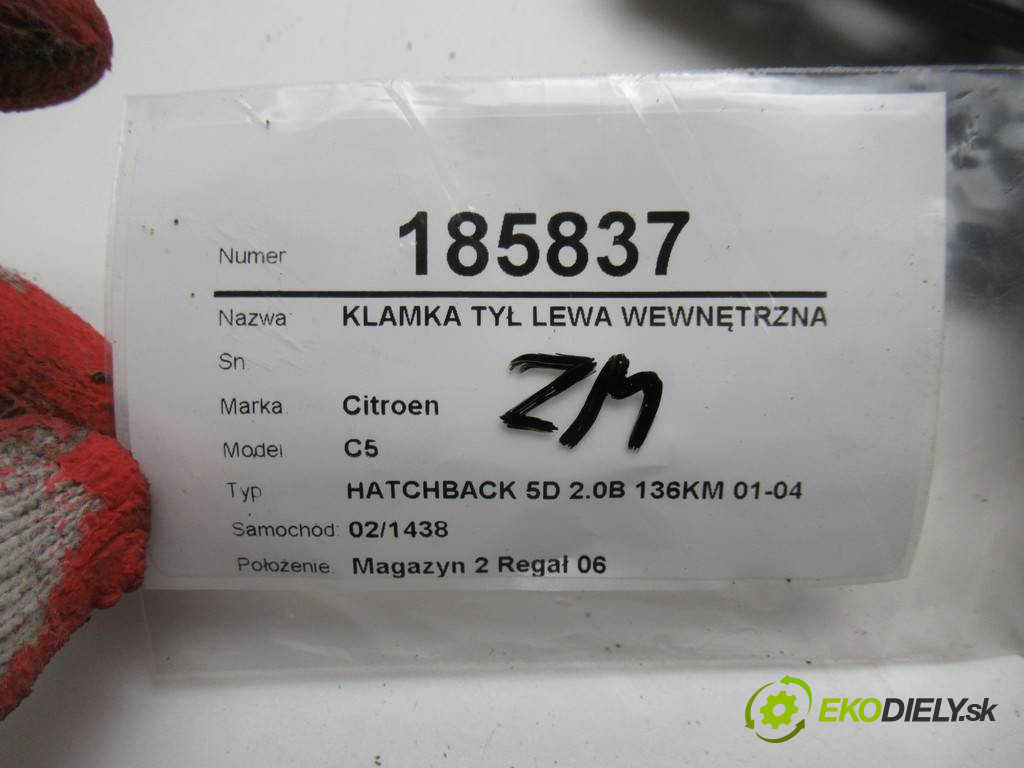 Numer 185837
Nazwa KLAMKA TYŁ LEWA WEWNĘTRZNA
Sn
ZM
Marka Citroen
Model C5
Typ HATCHBACK 5D 2.0B 136KM 01-04
Samochód: 02/1438
Położenie. Magazyn 2 Regał 06
EKODIELY.sk